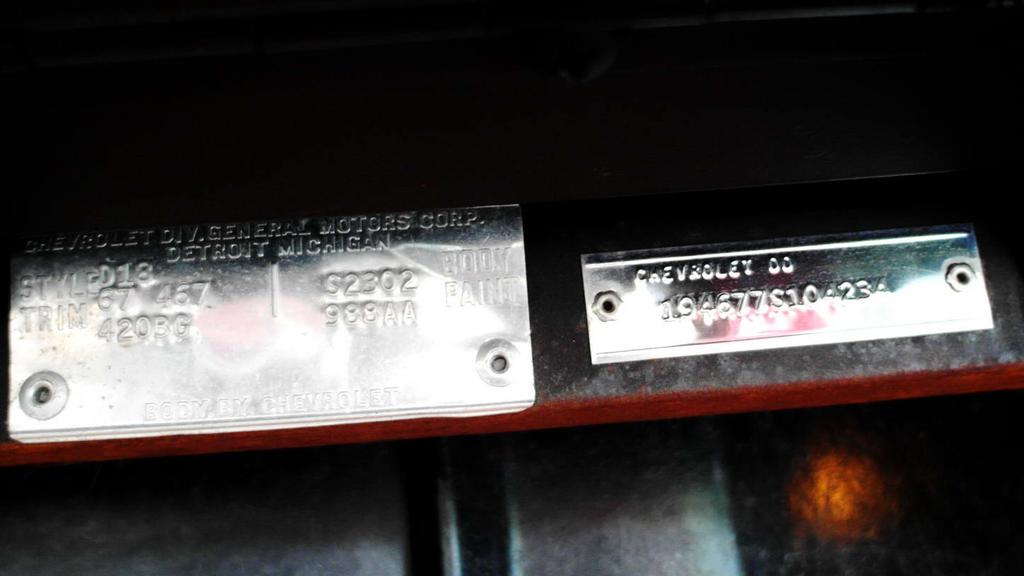 CHEVROLET DIV. GENERAL MOTORS CORP.
DETROIT MICHIGAN
D13
STYLE 67 467 S2302 BODY
TRIM 420BG 988AA PAINT
BODY BY CHEVROLET
CHEVROLET 00
194677S104234